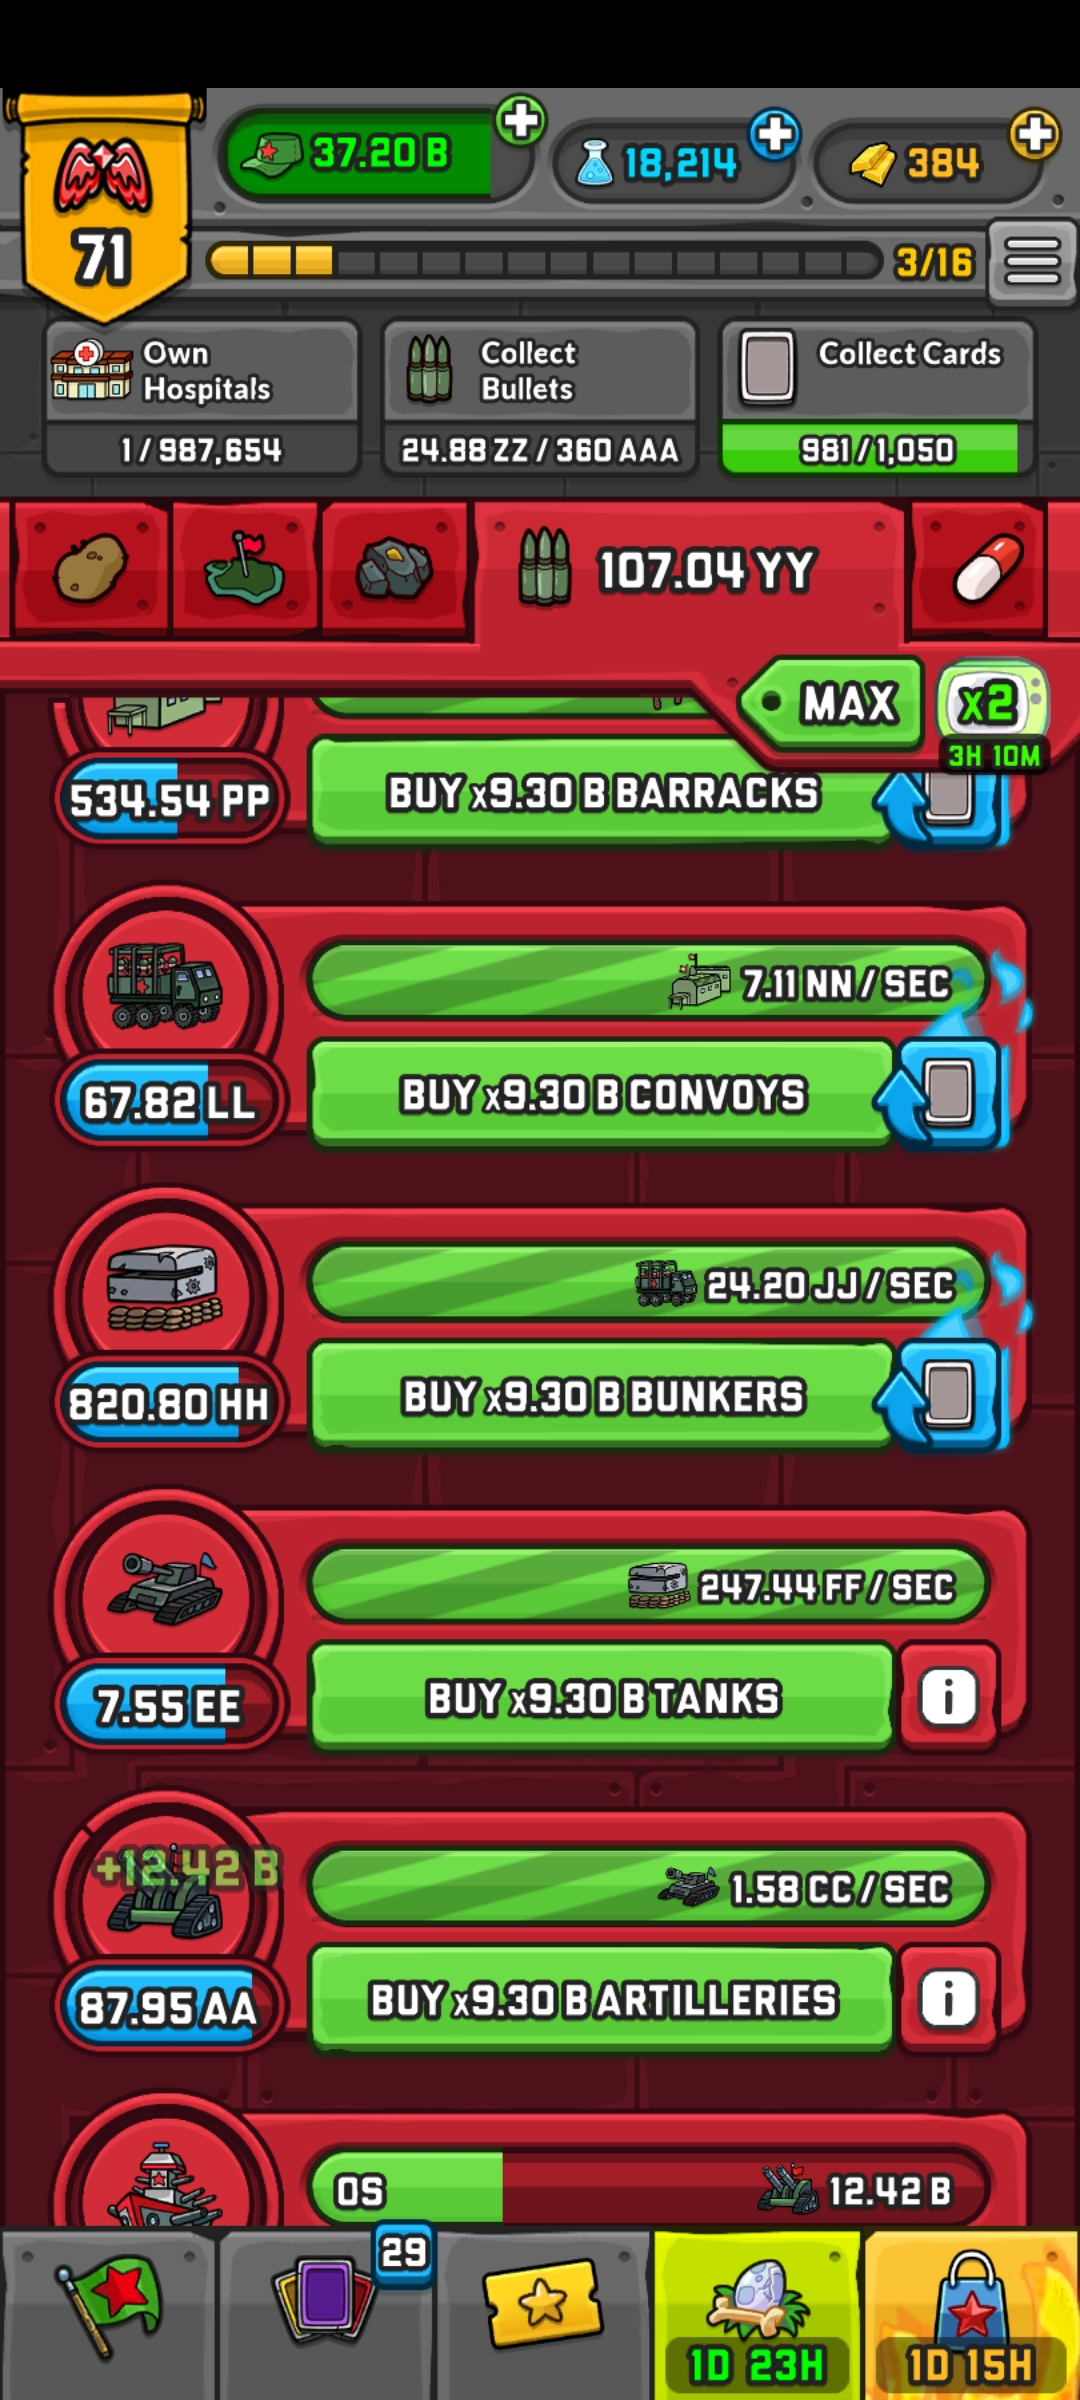 71
37.20 B
18,214
384
3/16
Own
Hospitals
1 / 987,654
Collect
Bullets
24.88 ZZ / 360 AAA
Collect Cards
981 / 1,050
107.04 YY
MAX
x2
3H 10M
534.54 PP
BUY x9.30 B BARRACKS
7.11 NN / SEC
67.82 LL
BUY x9.30 B CONVOYS
24.20 JJ / SEC
820.80 HH
BUY x9.30 B BUNKERS
247.44 FF / SEC
7.55 EE
BUY x9.30 B TANKS
i
+12.42 B
1.58 CC / SEC
87.95 AA
BUY x9.30 B ARTILLERIES
i
0S
12.42 B
29
1D 23H
1D 15H